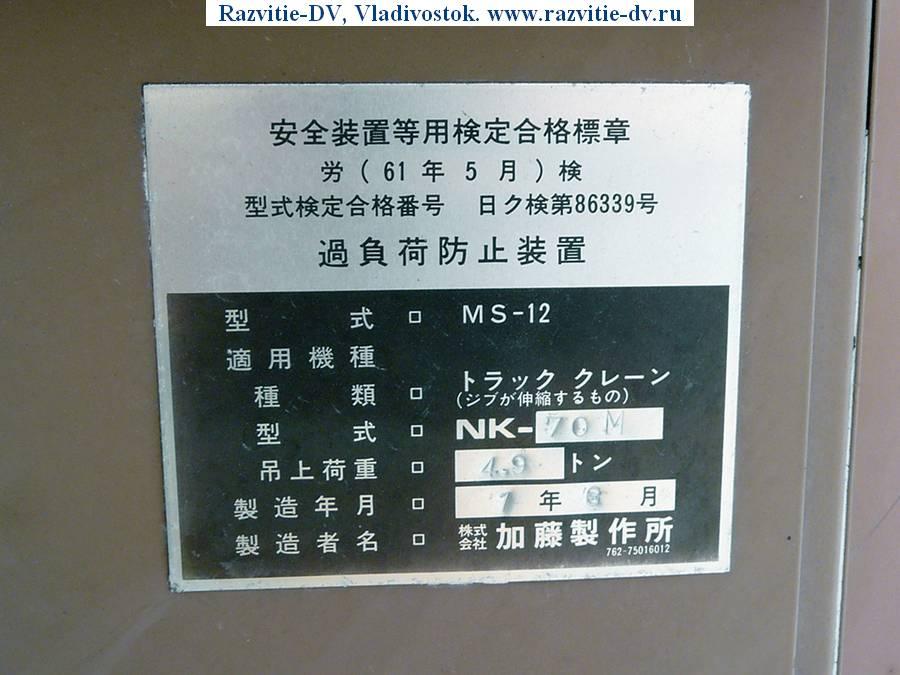 Razvitie-DV, Vladivostok. www.razvitie-dv.ru
安全装置等用検定合格標章
労 ( 61 年 5 月 ) 検
型式検定合格番号 日ク検第86339号
過負荷防止装置
型式 □ MS-12
適用機種
種類 □ トラック クレーン
(ジブが伸縮するもの)
型式 □ NK-70M
吊上荷重 □ 4.9 トン
製造年月 □ 年 月
製造者名 □ 株式会社 加藤製作所
762-75016012